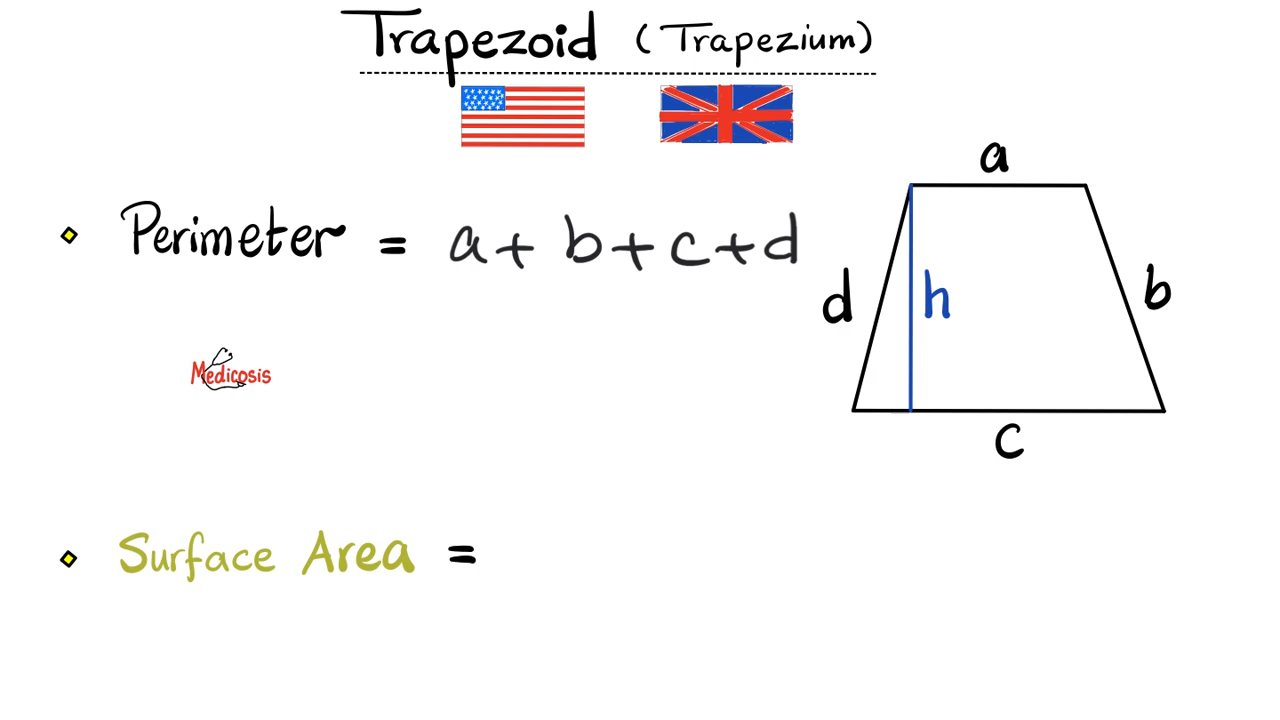 Trapezoid (Trapezium)
a
Perimeter = a + b + c + d
d
h
b
Medicosis
c
Surface Area =